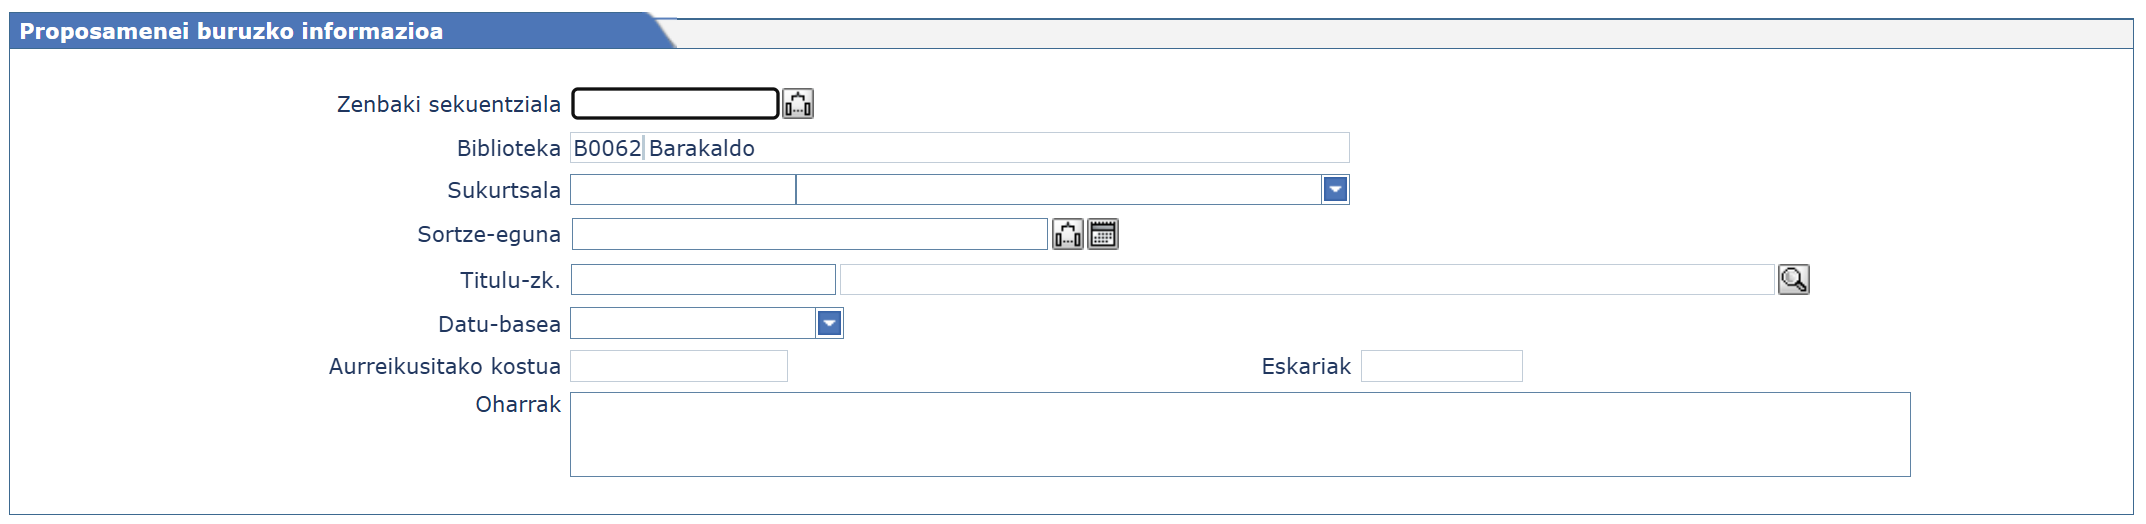 Proposamenei buruzko informazioa
Zenbaki sekuentziala
Biblioteka B0062 Barakaldo
Sukurtsala
Sortze-eguna
Titulu-zk.
Datu-basea
Aurreikusitako kostua Eskariak
Oharrak